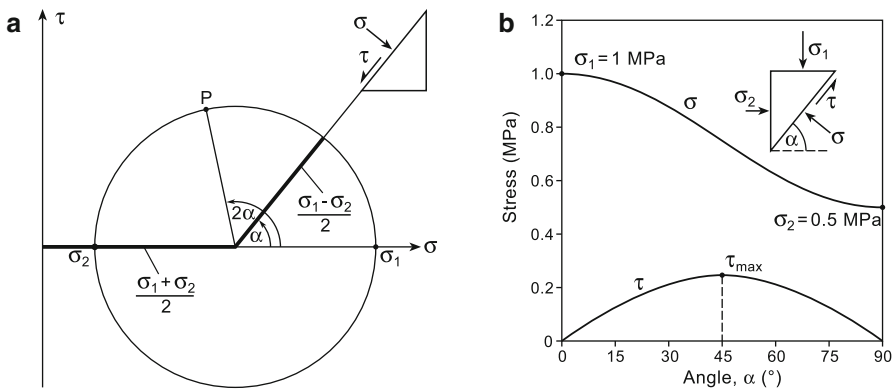 a
τ
σ
τ
P
2α
α
σ₁ - σ₂
2
σ₂
σ₁
σ
σ₁ + σ₂
2
b
1.2
1.0
0.8
0.6
0.4
0.2
0
Stress (MPa)
σ₁ = 1 MPa
σ
σ₁
σ₂
τ
σ
α
σ₂ = 0.5 MPa
τ
τmax
0 15 30 45 60 75 90
Angle, α (°)